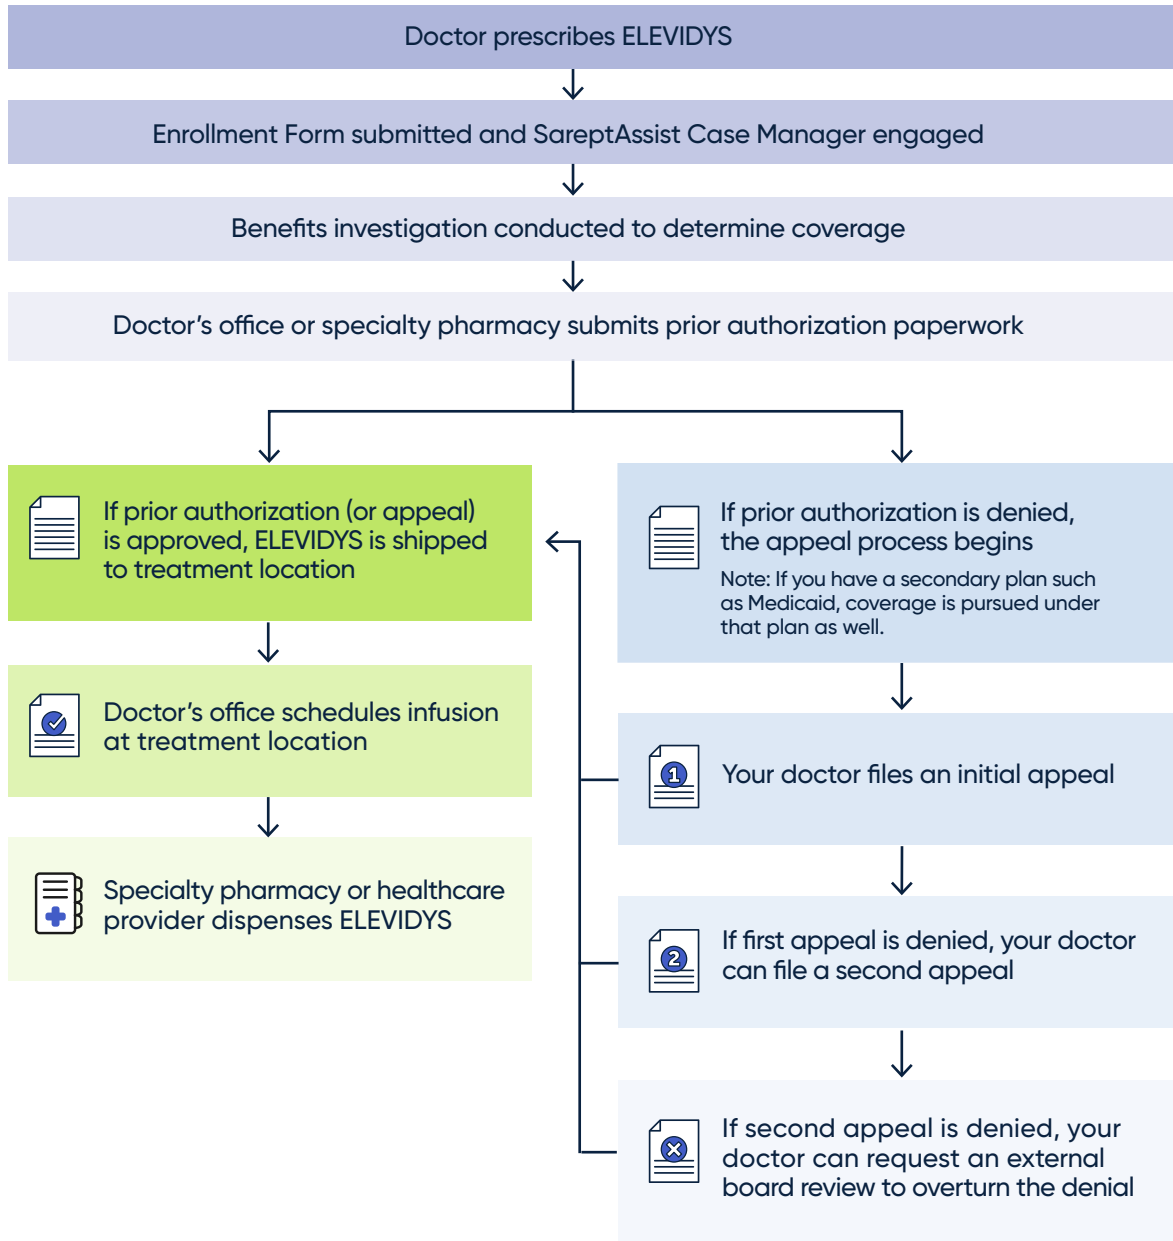 Doctor prescribes ELEVIDYS
Enrollment Form submitted and SareptAssist Case Manager engaged
Benefits investigation conducted to determine coverage
Doctor’s office or specialty pharmacy submits prior authorization paperwork
If prior authorization (or appeal)
is approved, ELEVIDYS is shipped
to treatment location
Doctor’s office schedules infusion
at treatment location
Specialty pharmacy or healthcare
provider dispenses ELEVIDYS
If prior authorization is denied,
the appeal process begins
Note: If you have a secondary plan such
as Medicaid, coverage is pursued under
that plan as well.
1
Your doctor files an initial appeal
2
If first appeal is denied, your doctor
can file a second appeal
If second appeal is denied, your
doctor can request an external
board review to overturn the denial